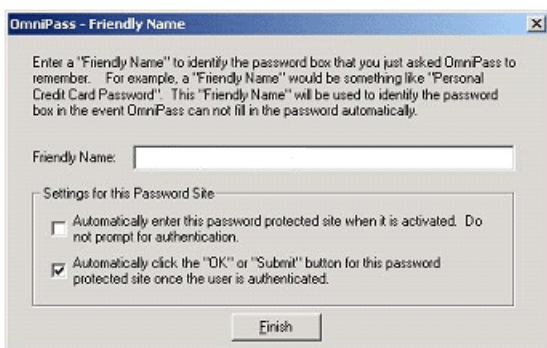 OmniPass - Friendly Name
Enter a "Friendly Name" to identify the password box that you just asked OmniPass to
remember. For example, a "Friendly Name" would be something like "Personal
Credit Card Password". This "Friendly Name" will be used to identify the password
box in the event OmniPass can not fill in the password automatically.
Friendly Name:
Settings for this Password Site
Automatically enter this password protected site when it is activated. Do
not prompt for authentication.
Automatically click the "OK" or "Submit" button for this password
protected site once the user is authenticated.
Finish